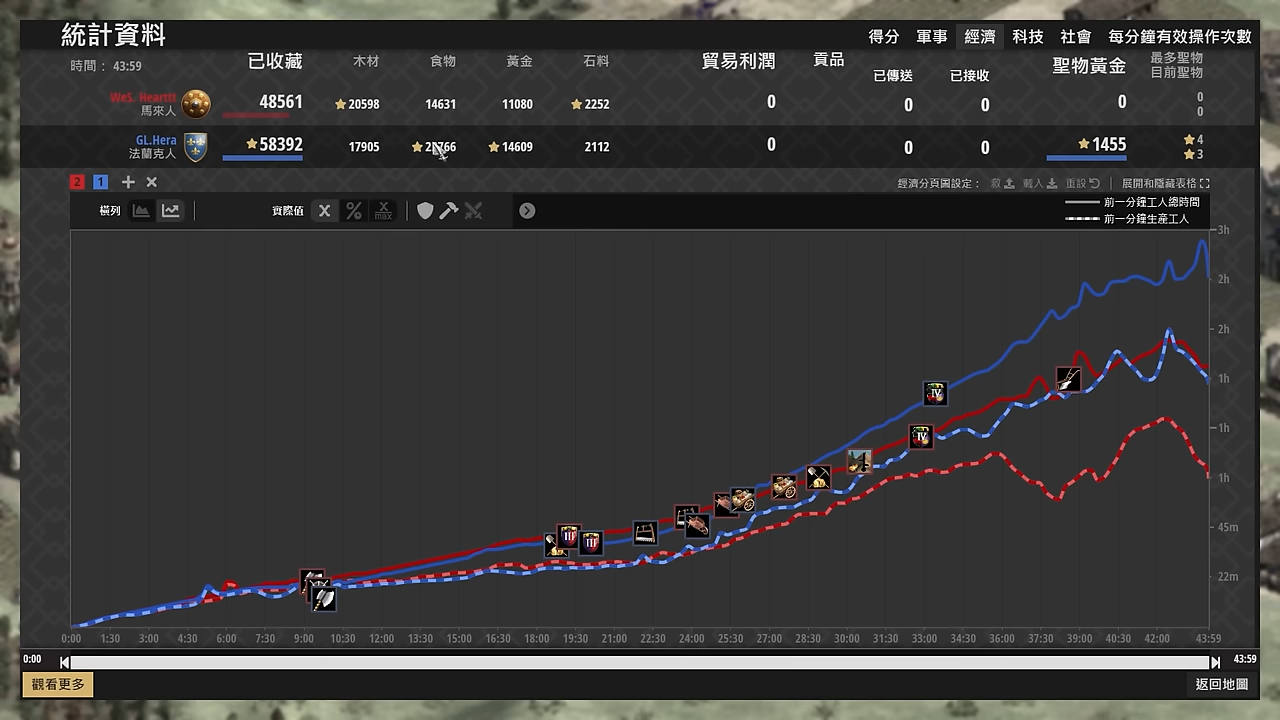 統計資料
得分 軍事 經濟 科技 社會 每分鐘有效操作次數
時間： 43:59 已收藏 木材 食物 黃金 石料 貿易利潤 貢品 已傳送 已接收 聖物黃金 最多聖物 目前聖物
WeS. Hearttt
馬來人
48561 20598 14631 11080 2252 0 0 0 0 0 0
GL.Hera
法蘭克人
58392 17905 14609 2112 0 0 0 1455 4 3
2 1 經濟分頁圖設定： 載入 重設 展開和隱藏表格
橫列 實際值 X % X max
前一分鐘工人總時間
前一分鐘生產工人
3h
2h
2h
1h
1h
1h
45m
22m
IV
IV
III
III
0:00 1:30 3:00 4:30 6:00 7:30 9:00 10:30 12:00 13:30 15:00 16:30 18:00 19:30 21:00 22:30 24:00 25:30 27:00 28:30 30:00 31:30 33:00 34:30 36:00 37:30 39:00 40:30 42:00 43:59
0:00 43:59
觀看更多 返回地圖